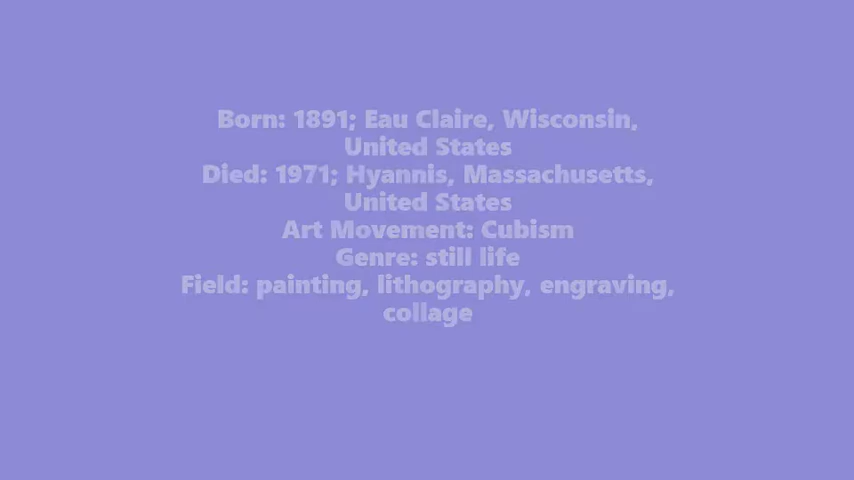 Born: 1891; Eau Claire, Wisconsin,
United States
Died: 1971; Hyannis, Massachusetts,
United States
Art Movement: Cubism
Genre: still life
Field: painting, lithography, engraving,
collage